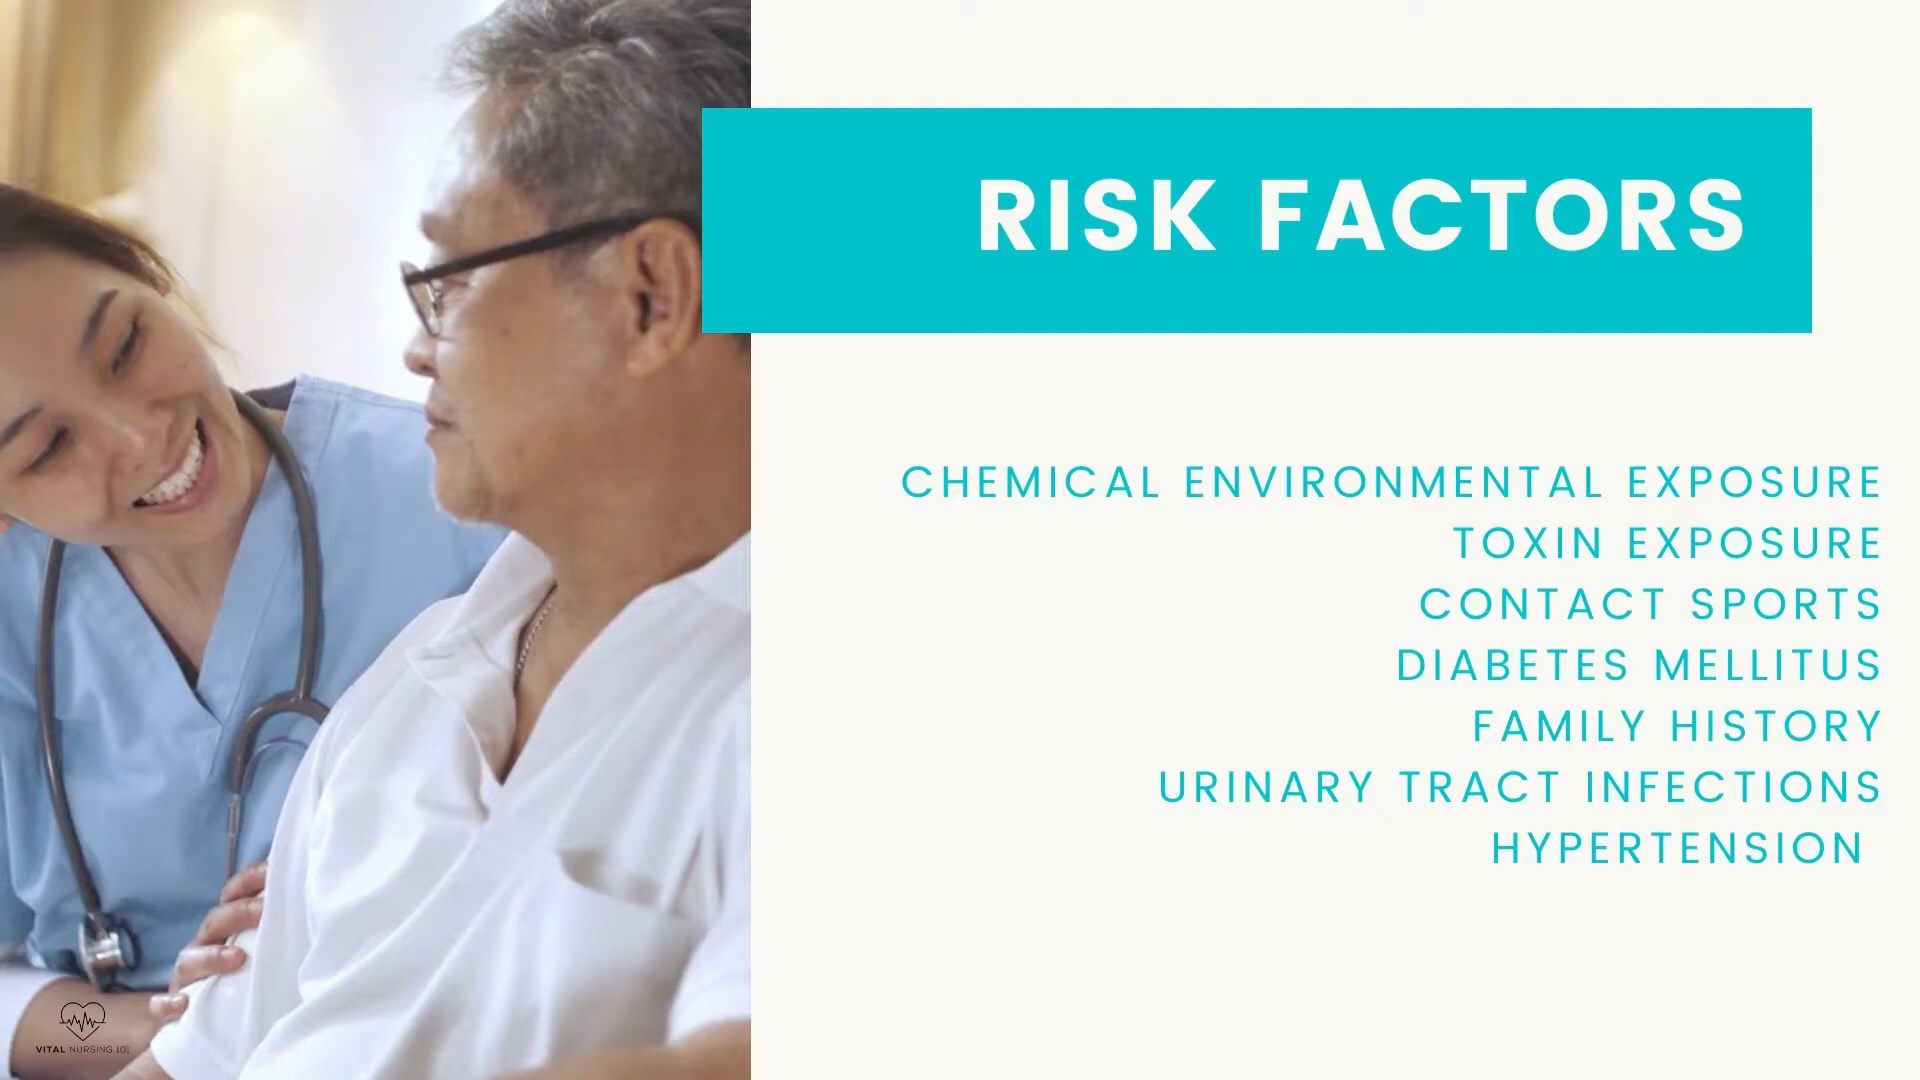 RISK FACTORS
CHEMICAL ENVIRONMENTAL EXPOSURE
TOXIN EXPOSURE
CONTACT SPORTS
DIABETES MELLITUS
FAMILY HISTORY
URINARY TRACT INFECTIONS
HYPERTENSION
VITAL NURSING 101